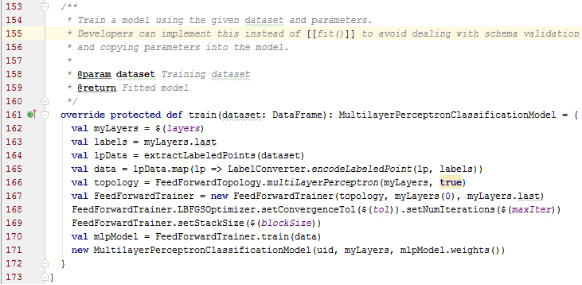 153 /**
154 * Train a model using the given dataset and parameters.
155 * Developers can implement this instead of [[fit()]] to avoid dealing with schema validation
156 * and copying parameters into the model.
157 *
158 * @param dataset Training dataset
159 * @return Fitted model
160 */
161 override protected def train(dataset: DataFrame): MultilayerPerceptronClassificationModel = {
162 val myLayers = $(layers)
163 val labels = myLayers.last
164 val lpData = extractLabeledPoints(dataset)
165 val data = lpData.map(lp => LabelConverter.encodeLabeledPoint(lp, labels))
166 val topology = FeedForwardTopology.multiLayerPerceptron(myLayers, true)
167 val FeedForwardTrainer = new FeedForwardTrainer(topology, myLayers(0), myLayers.last)
168 FeedForwardTrainer.LBFGSOptimizer.setConvergenceTol($(tol)).setNumIterations($(maxIter))
169 FeedForwardTrainer.setStackSize($(blockSize))
170 val mlpModel = FeedForwardTrainer.train(data)
171 new MultilayerPerceptronClassificationModel(uid, myLayers, mlpModel.weights())
172 }
173 }